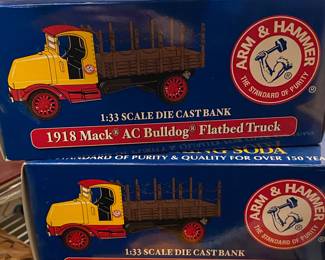 ARM & HAMMER
THE STANDARD OF PURITY
1:33 SCALE DIE CAST BANK
1918 Mack® AC Bulldog® Flatbed Truck
SODA
STANDARD OF PURITY & QUALITY FOR OVER 150 YEA
ARM & HAMMER
THE STANDARD OF PURITY
1:33 SCALE DIE CAST BANK